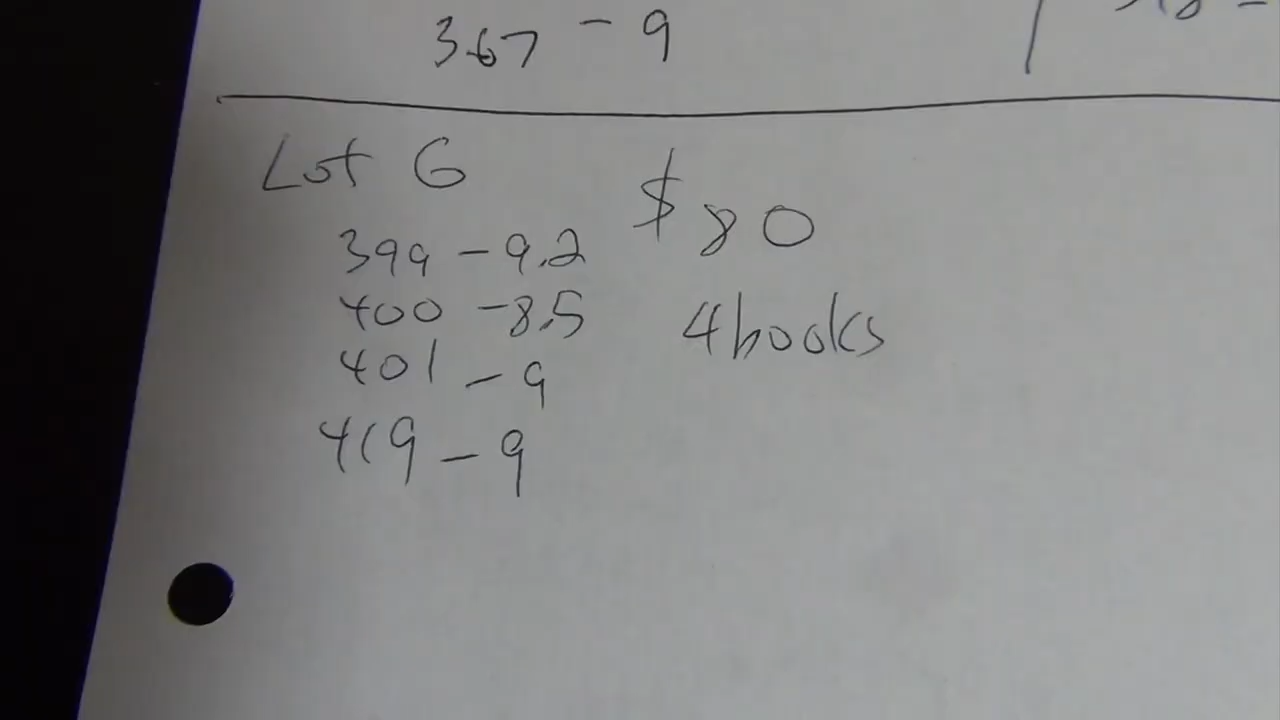 367 - 9
Lot 6
$80
399 - 9.2
400 - 8.5
4 books
401 - 9
419 - 9